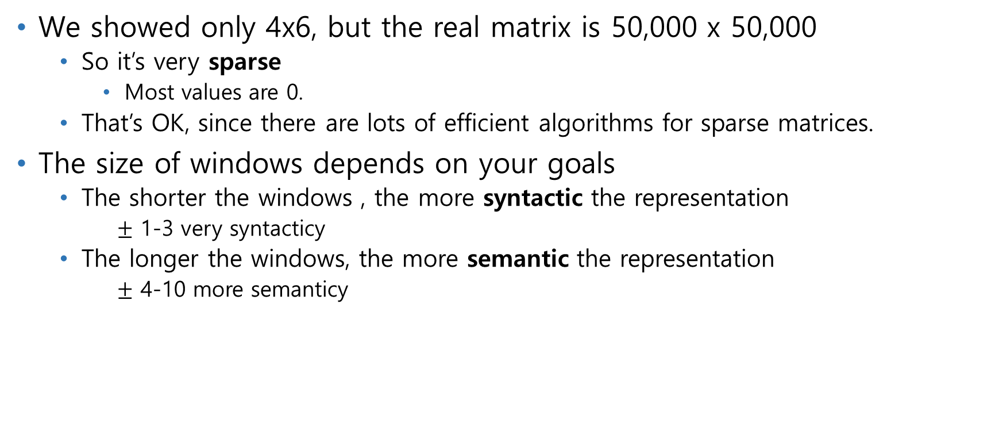 • We showed only 4x6, but the real matrix is 50,000 x 50,000
• So it’s very sparse
• Most values are 0.
• That’s OK, since there are lots of efficient algorithms for sparse matrices.
• The size of windows depends on your goals
• The shorter the windows , the more syntactic the representation
± 1-3 very syntacticy
• The longer the windows, the more semantic the representation
± 4-10 more semanticy